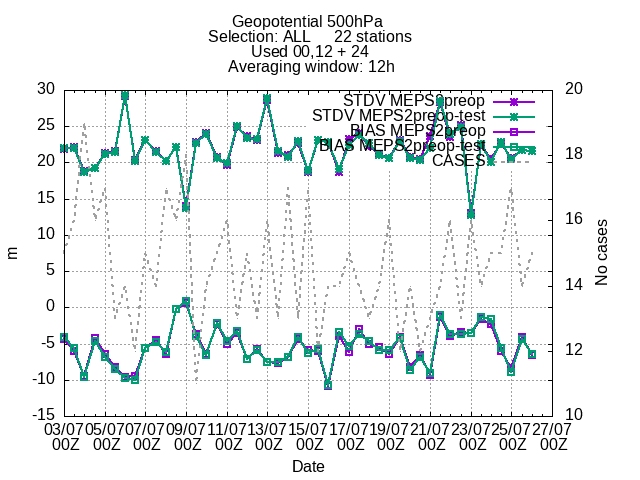 Geopotential 500hPa
Selection: ALL 22 stations
Used 00,12 + 24
Averaging window: 12h
STDV MEPS2preop
STDV MEPS2preop-test
BIAS MEPS2preop
BIAS MEPS2preop-test
CASES
30
25
20
15
10
5
0
-5
-10
-15
m
20
18
16
14
12
10
No cases
03/07 05/07 07/07 09/07 11/07 13/07 15/07 17/07 19/07 21/07 23/07 25/07 27/07
00Z 00Z 00Z 00Z 00Z 00Z 00Z 00Z 00Z 00Z 00Z 00Z 00Z
Date